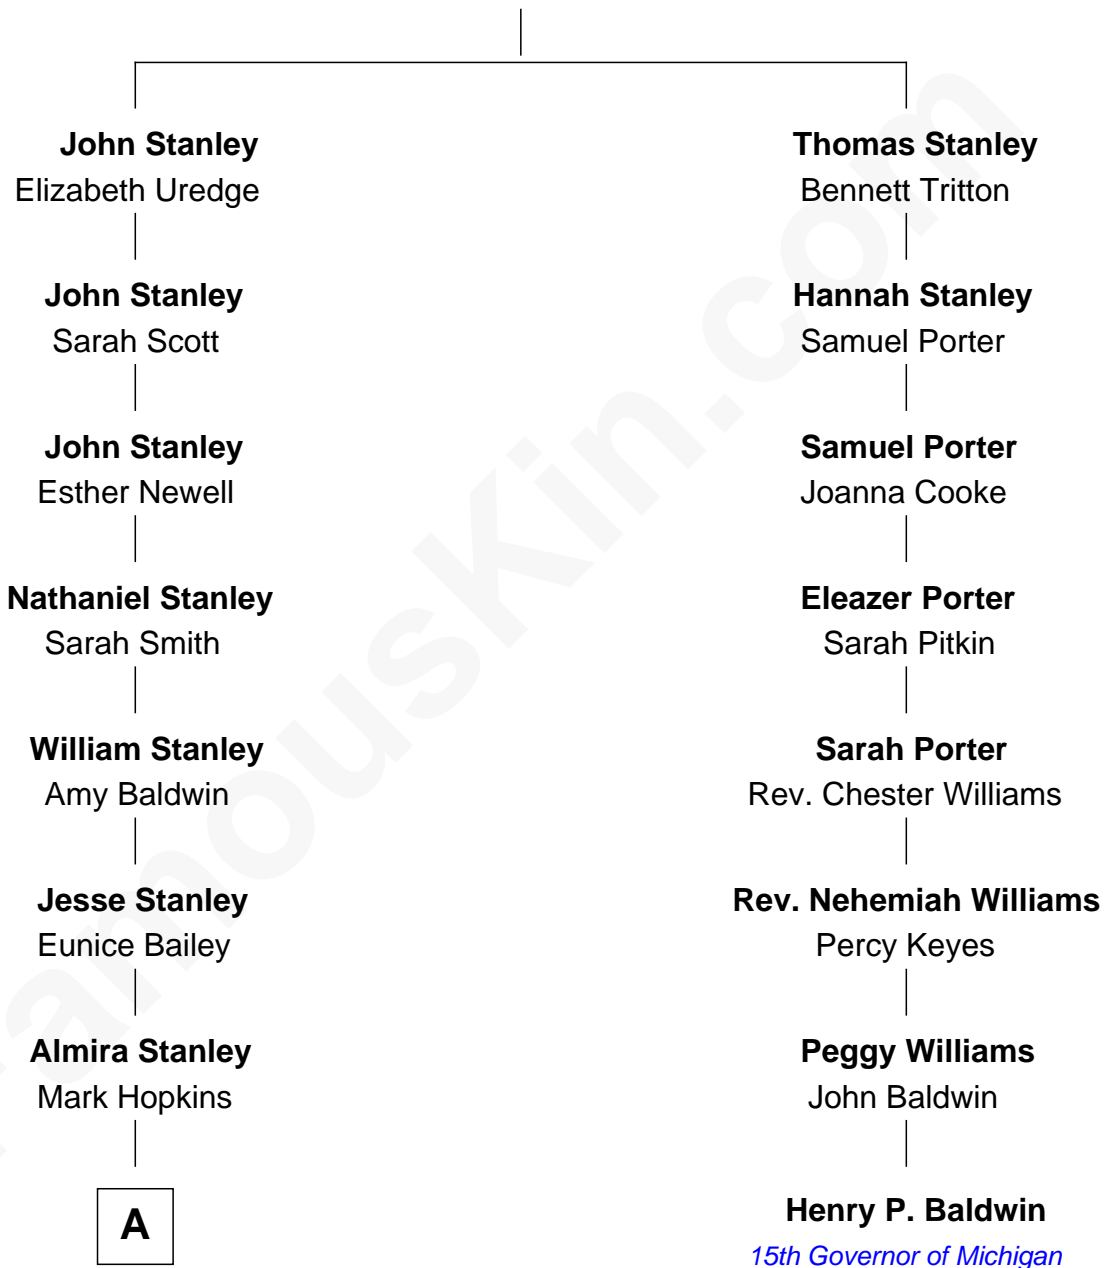 John Stanley
Elizabeth Uredge
John Stanley
Sarah Scott
John Stanley
Esther Newell
Nathaniel Stanley
Sarah Smith
William Stanley
Amy Baldwin
Jesse Stanley
Eunice Bailey
Almira Stanley
Mark Hopkins
A
Thomas Stanley
Bennett Tritton
Hannah Stanley
Samuel Porter
Samuel Porter
Joanna Cooke
Eleazer Porter
Sarah Pitkin
Sarah Porter
Rev. Chester Williams
Rev. Nehemiah Williams
Percy Keyes
Peggy Williams
John Baldwin
Henry P. Baldwin
15th Governor of Michigan
FamousKin.com